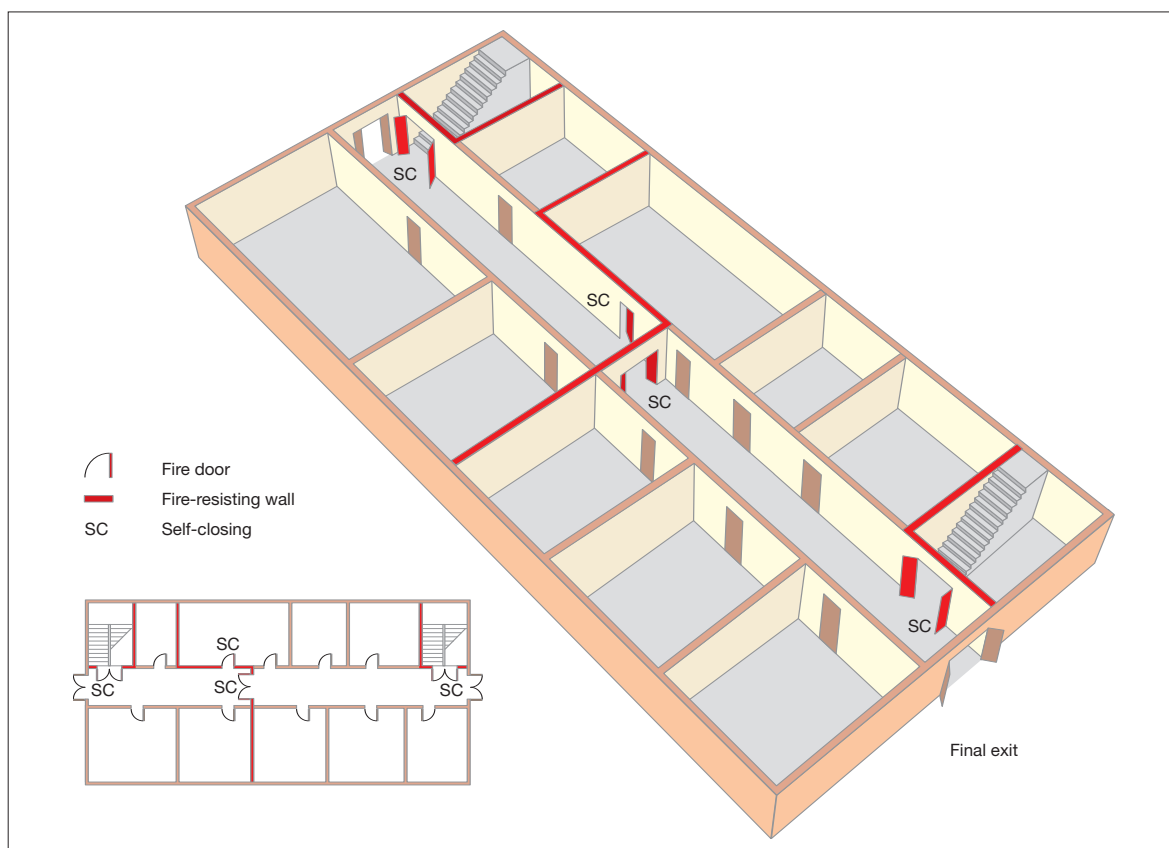 SC
SC
SC
Fire door
Fire-resisting wall
SC Self-closing
SC
SC
SC SC SC
Final exit